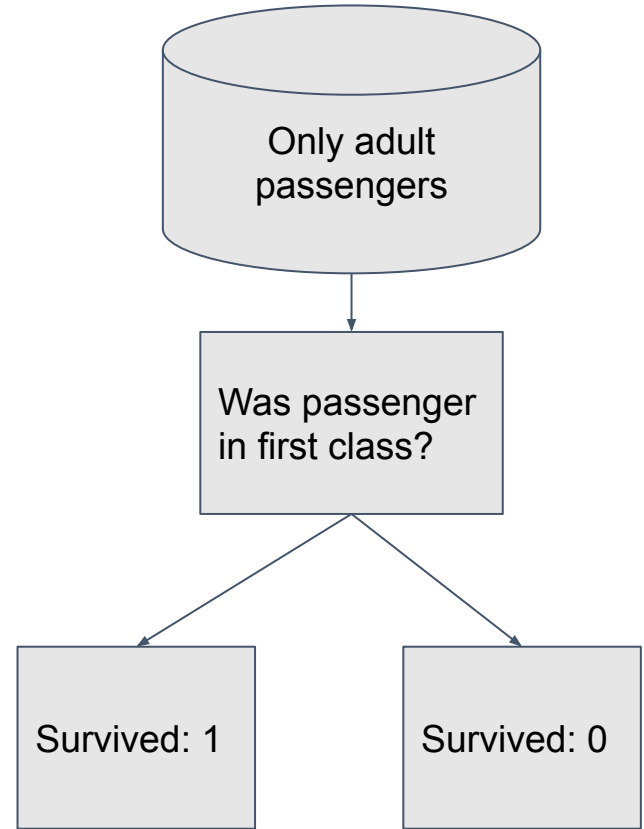 Only adult
passengers
Was passenger
in first class?
Survived: 1
Survived: 0